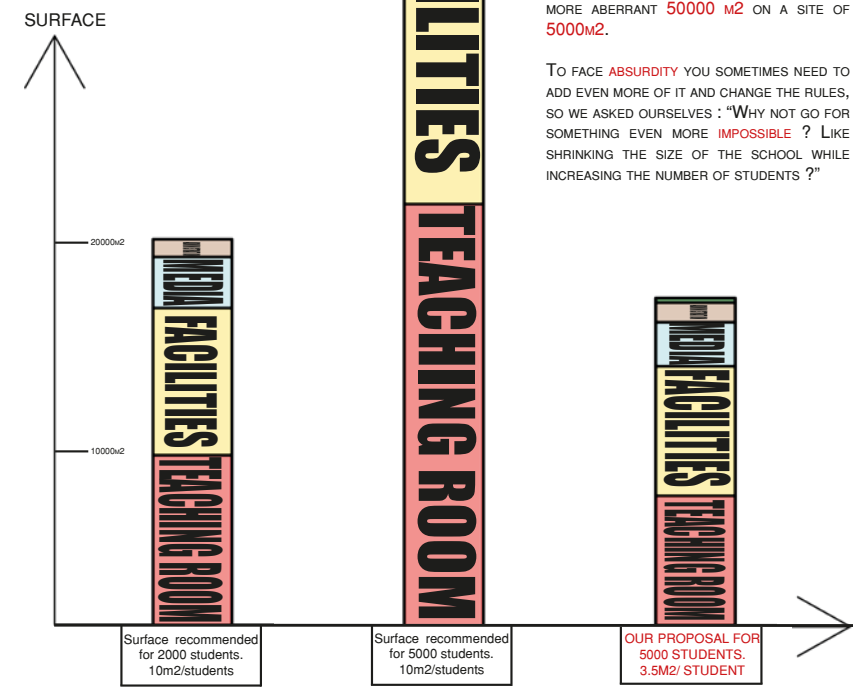 SURFACE
MORE ABERRANT 50000 M2 ON A SITE OF
5000M2.
TO FACE ABSURDITY YOU SOMETIMES NEED TO
ADD EVEN MORE OF IT AND CHANGE THE RULES,
SO WE ASKED OURSELVES : “WHY NOT GO FOR
SOMETHING EVEN MORE IMPOSSIBLE ? LIKE
SHRINKING THE SIZE OF THE SCHOOL WHILE
INCREASING THE NUMBER OF STUDENTS ?”
20000M2
10000M2
MEDIA
FACILITIES
TEACHING ROOM
ILITIES
TEACHING ROOM
MEDIA
FACILITIES
TEACHING ROOM
Surface recommended
for 2000 students.
10m2/students
Surface recommended
for 5000 students.
10m2/students
OUR PROPOSAL FOR
5000 STUDENTS.
3.5M2/ STUDENT